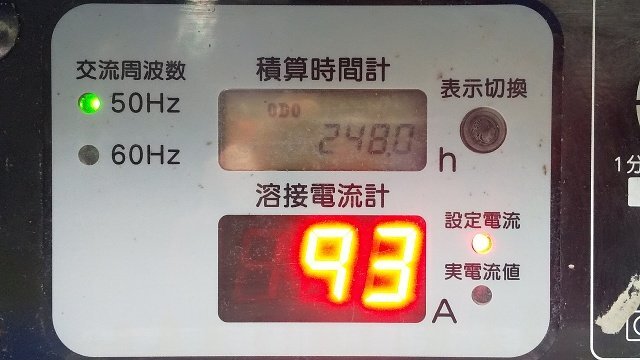 交流周波数
50Hz
60Hz
積算時間計
ODO
248.0
h
表示切換
溶接電流計
93
A
設定電流
実電流値
1分